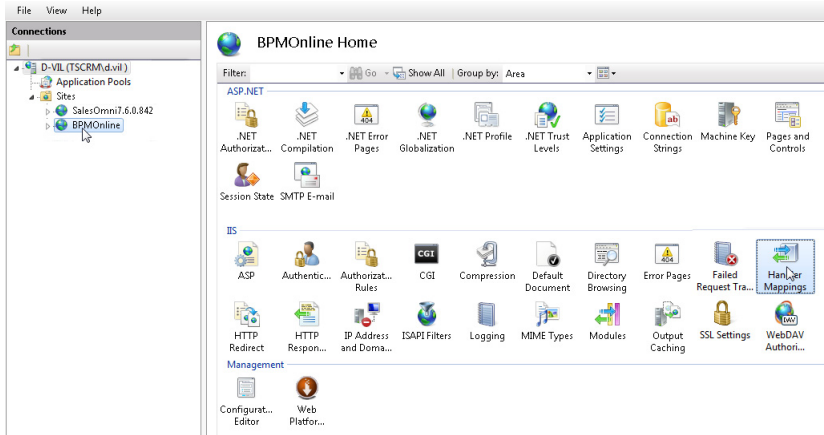 File View Help
Connections
D-VIL (TSCRM\d.vil )
Application Pools
Sites
SalesOmni7.6.0.842
BPMOnline
BPMOnline Home
Filter: Go Show All Group by: Area
ASP.NET
.NET Authorizat...
.NET Compilation
404
.NET Error Pages
.NET Globalization
.NET Profile
.NET Trust Levels
Application Settings
ab
Connection Strings
Machine Key
Pages and Controls
Session State
SMTP E-mail
IIS
ASP
Authentic...
Authorizat... Rules
CGI
CGI
Compression
Default Document
Directory Browsing
404
Error Pages
Failed Request Tra...
Handler Mappings
HTTP Redirect
HTTP Respon...
IP Address and Doma...
ISAPI Filters
Logging
MIME Types
Modules
Output Caching
SSL Settings
DAV
WebDAV Authori...
Management
Configurat... Editor
Web Platfor...